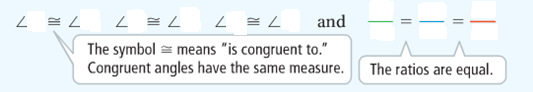 ∠ ≅ ∠ ∠ ≅ ∠ ∠ ≅ ∠ and = =
The symbol ≅ means "is congruent to."
Congruent angles have the same measure.
The ratios are equal.